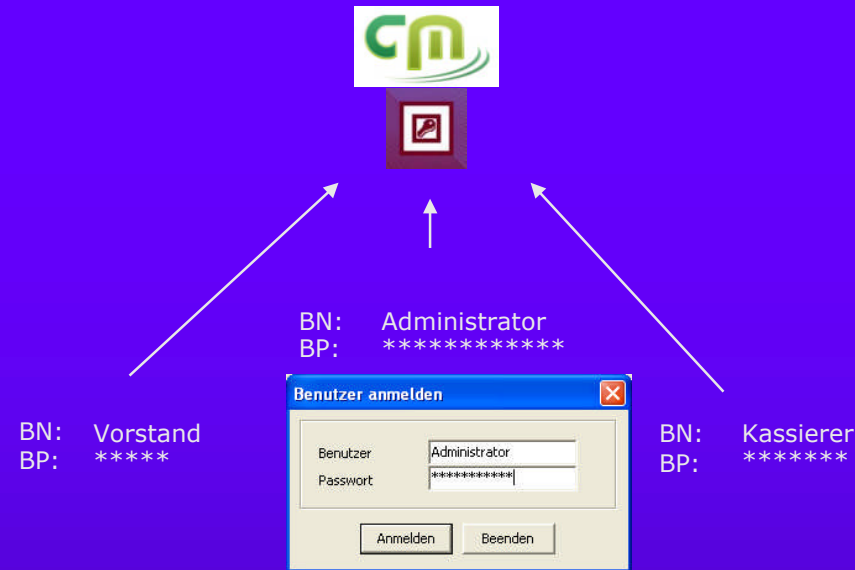 cm
BN: Administrator
BP: ************
Benutzer anmelden
Benutzer Administrator
Passwort ***********
Anmelden Beenden
BN: Vorstand
BP: *****
BN: Kassierer
BP: *******